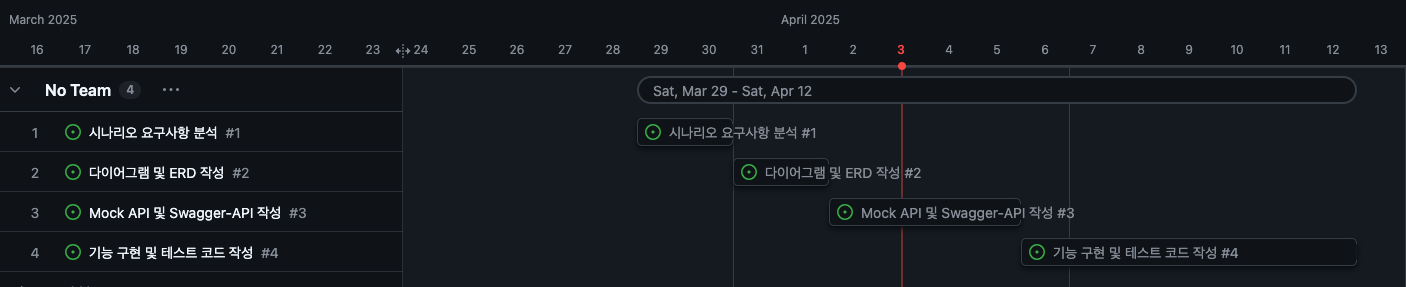 March 2025 April 2025
16 17 18 19 20 21 22 23 24 25 26 27 28 29 30 31 1 2 3 4 5 6 7 8 9 10 11 12 13
No Team 4 ... Sat, Mar 29 - Sat, Apr 12
1 시나리오 요구사항 분석 #1 시나리오 요구사항 분석 #1
2 다이어그램 및 ERD 작성 #2 다이어그램 및 ERD 작성 #2
3 Mock API 및 Swagger-API 작성 #3 Mock API 및 Swagger-API 작성 #3
4 기능 구현 및 테스트 코드 작성 #4 기능 구현 및 테스트 코드 작성 #4